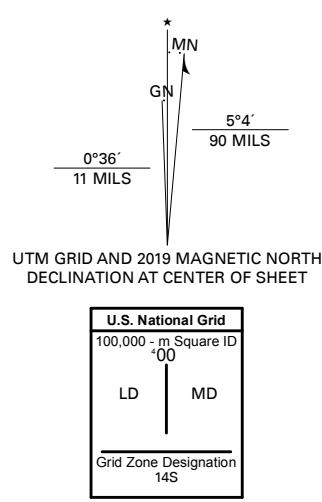 ★
MN
GN
5°4´
90 MILS
0°36´
11 MILS
UTM GRID AND 2019 MAGNETIC NORTH
DECLINATION AT CENTER OF SHEET
U.S. National Grid
100,000 - m Square ID
⁴00
LD MD
Grid Zone Designation
14S